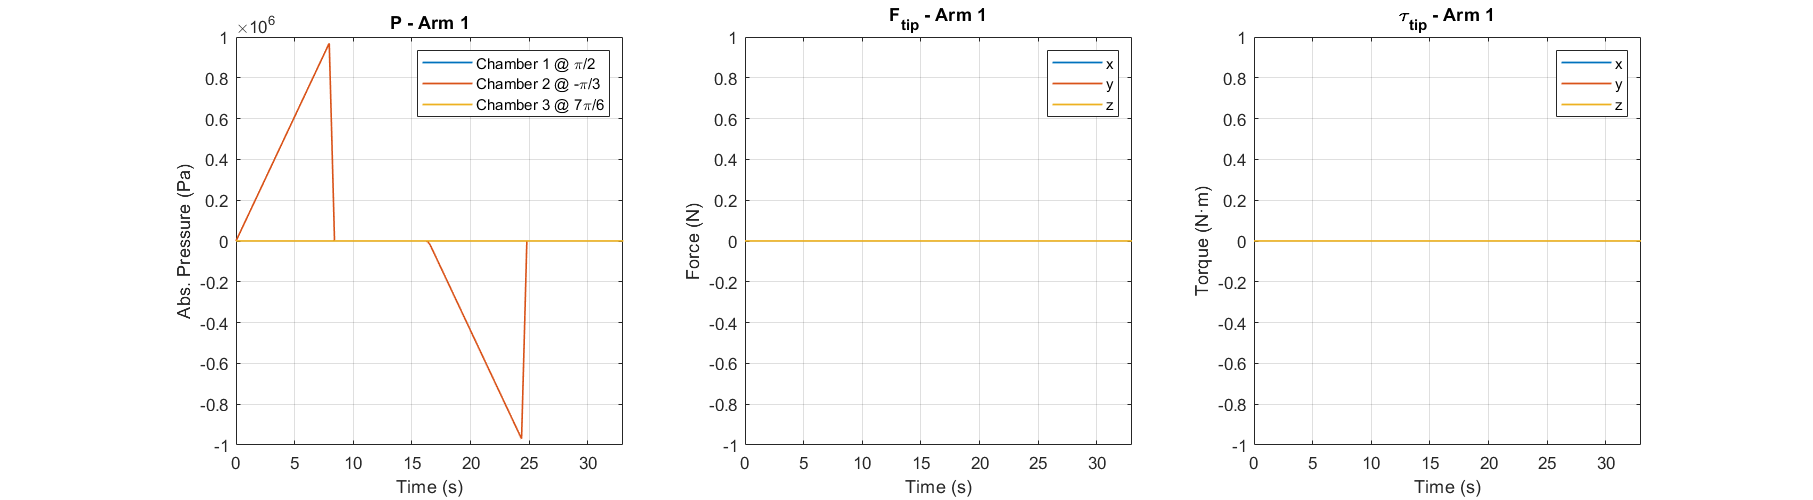 P - Arm 1
×10⁶
1
0.8
0.6
0.4
0.2
0
-0.2
-0.4
-0.6
-0.8
-1
Abs. Pressure (Pa)
Chamber 1 @ π/2
Chamber 2 @ -π/3
Chamber 3 @ 7π/6
0 5 10 15 20 25 30
Time (s)
F_tip - Arm 1
1
0.8
0.6
0.4
0.2
0
-0.2
-0.4
-0.6
-0.8
-1
Force (N)
x
y
z
0 5 10 15 20 25 30
Time (s)
τ_tip - Arm 1
1
0.8
0.6
0.4
0.2
0
-0.2
-0.4
-0.6
-0.8
-1
Torque (N·m)
x
y
z
0 5 10 15 20 25 30
Time (s)